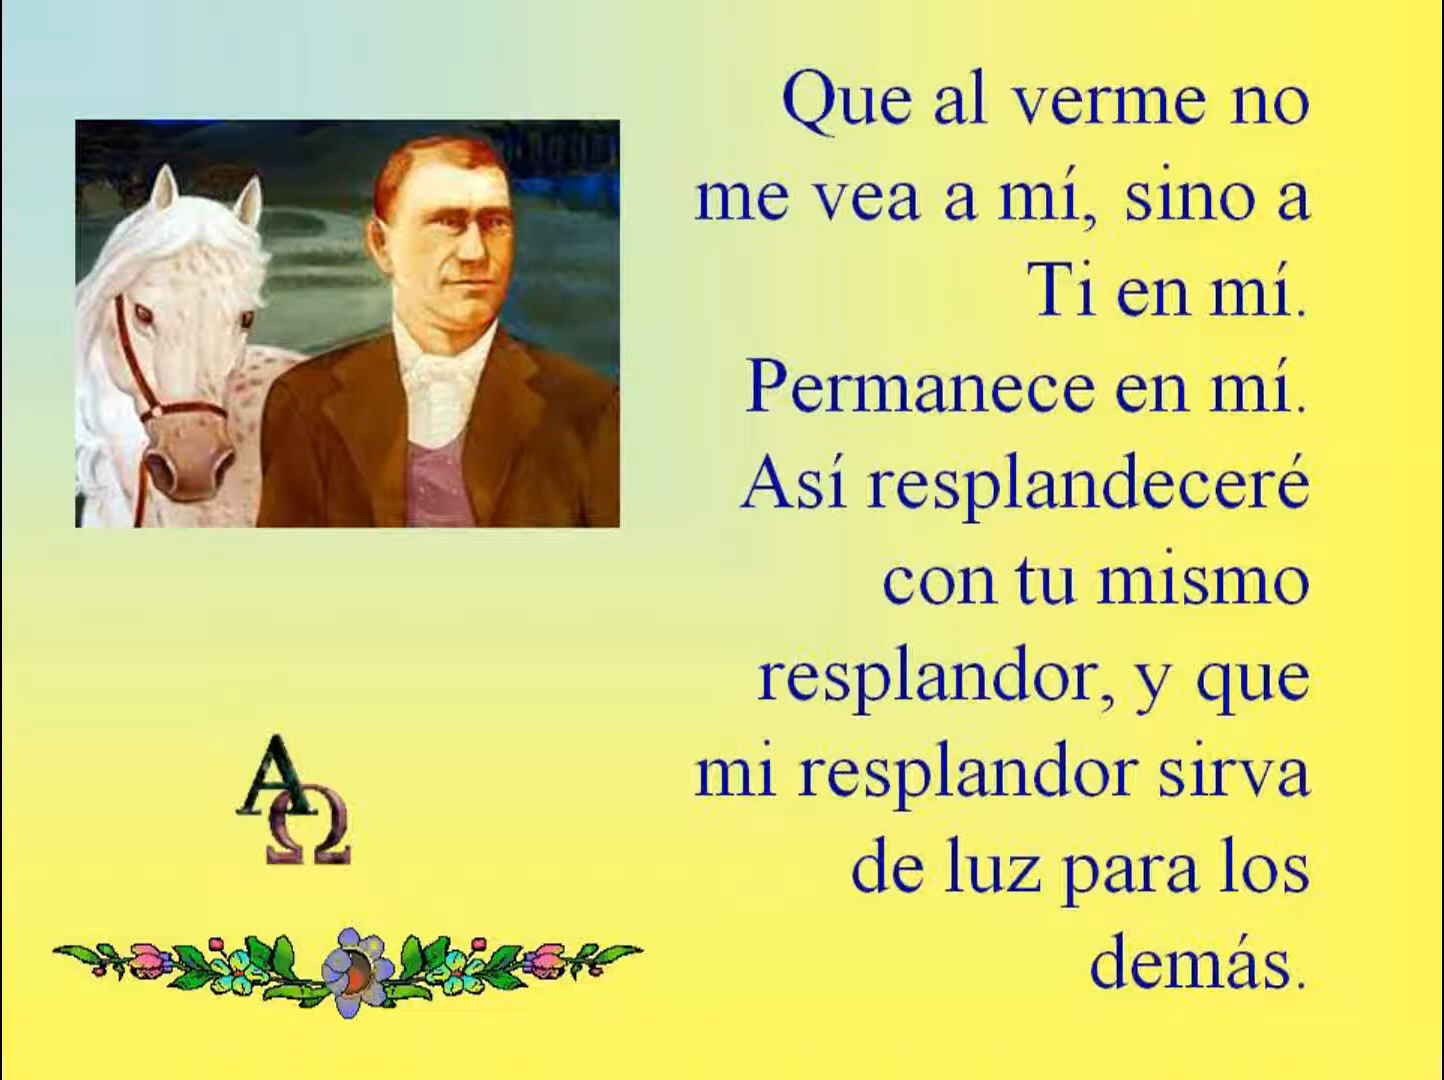 Que al verme no
me vea a mí, sino a
Ti en mí.
Permanece en mí.
Así resplandeceré
con tu mismo
resplandor, y que
mi resplandor sirva
de luz para los
demás.
Α
Ω